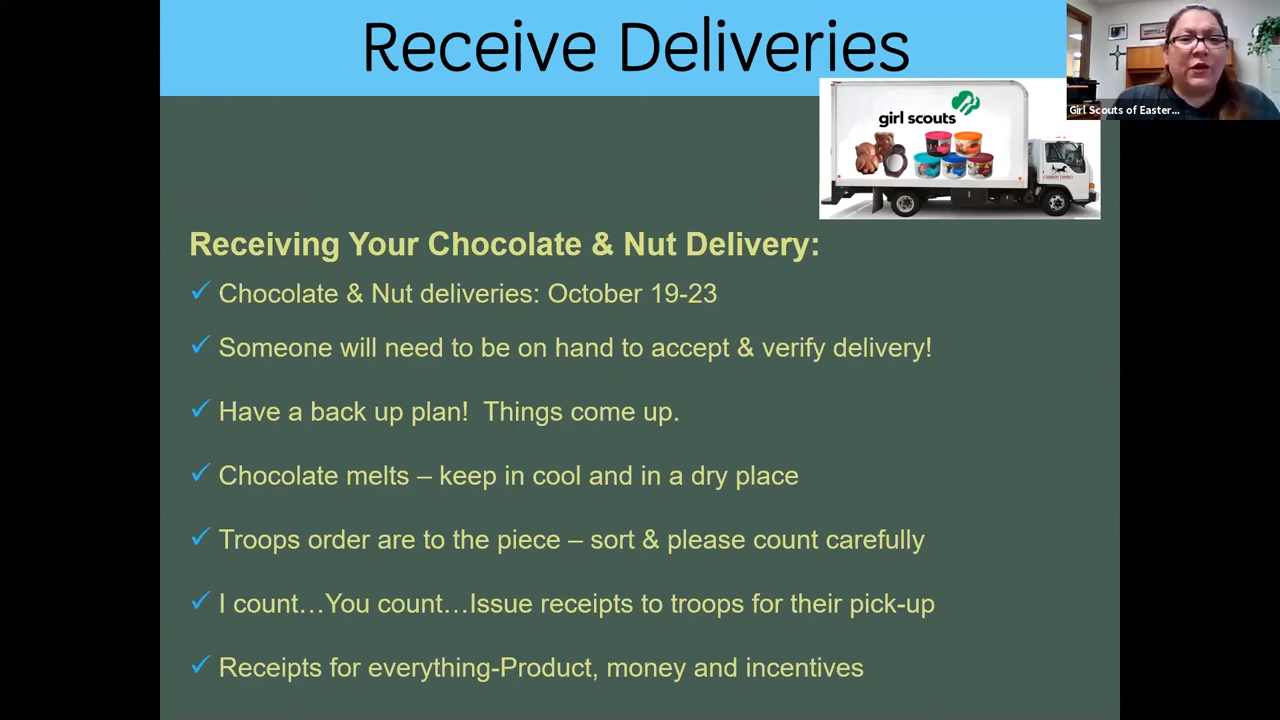 Receive Deliveries
girl scouts
Girl Scouts of Easter...
Receiving Your Chocolate & Nut Delivery:
✓ Chocolate & Nut deliveries: October 19-23
✓ Someone will need to be on hand to accept & verify delivery!
✓ Have a back up plan!  Things come up.
✓ Chocolate melts – keep in cool and in a dry place
✓ Troops order are to the piece – sort & please count carefully
✓ I count…You count…Issue receipts to troops for their pick-up
✓ Receipts for everything-Product, money and incentives